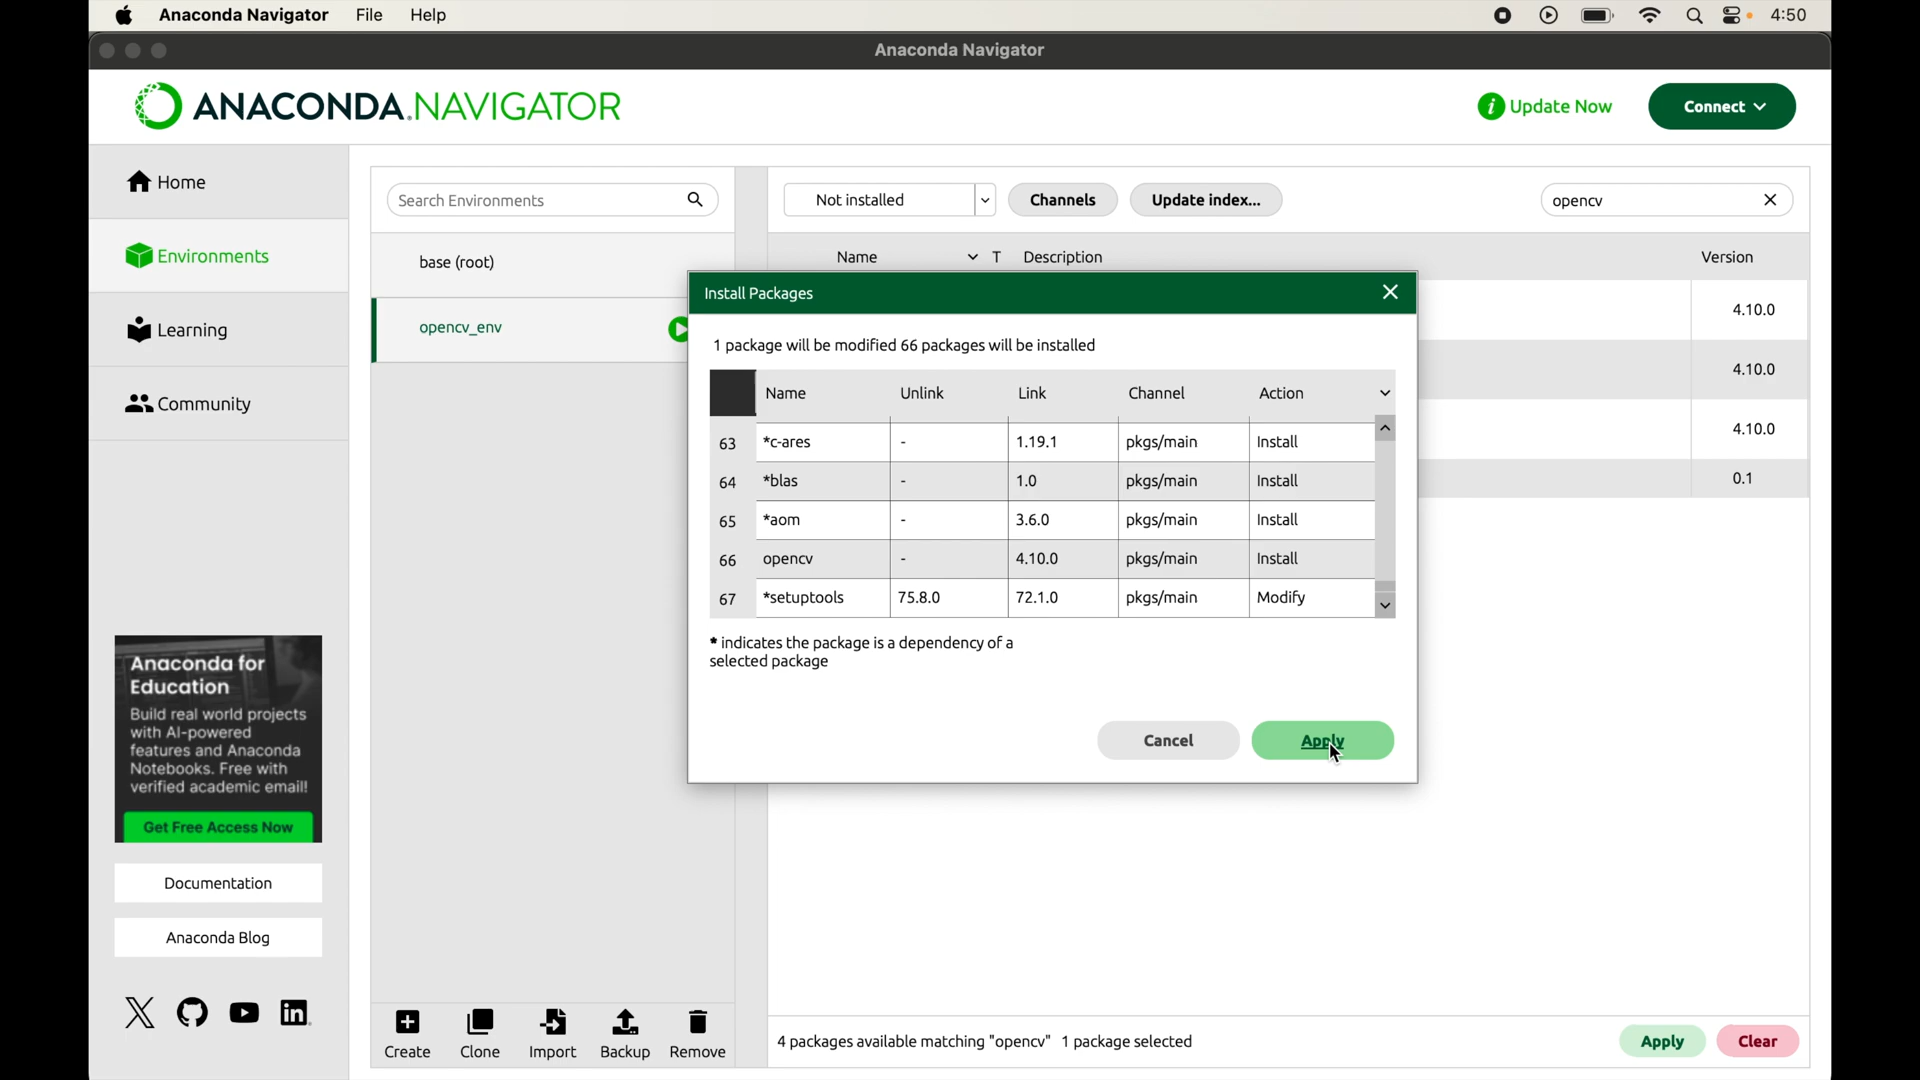 Anaconda Navigator File Help 4:50
Anaconda Navigator
ANACONDA.NAVIGATOR
i Update Now
Connect
Home
Environments
Learning
Community
Anaconda for
Education
Build real world projects
with AI-powered
features and Anaconda
Notebooks. Free with
verified academic email!
Get Free Access Now
Documentation
Anaconda Blog
Search Environments
base (root)
opencv_env
Create Clone Import Backup Remove
Not installed Channels Update index... opencv
Name T Description Version
4.10.0
4.10.0
4.10.0
0.1
Install Packages
1 package will be modified 66 packages will be installed
Name Unlink Link Channel Action
63 *c-ares - 1.19.1 pkgs/main Install
64 *blas - 1.0 pkgs/main Install
65 *aom - 3.6.0 pkgs/main Install
66 opencv - 4.10.0 pkgs/main Install
67 *setuptools 75.8.0 72.1.0 pkgs/main Modify
* indicates the package is a dependency of a
selected package
Cancel Apply
4 packages available matching "opencv" 1 package selected
Apply Clear